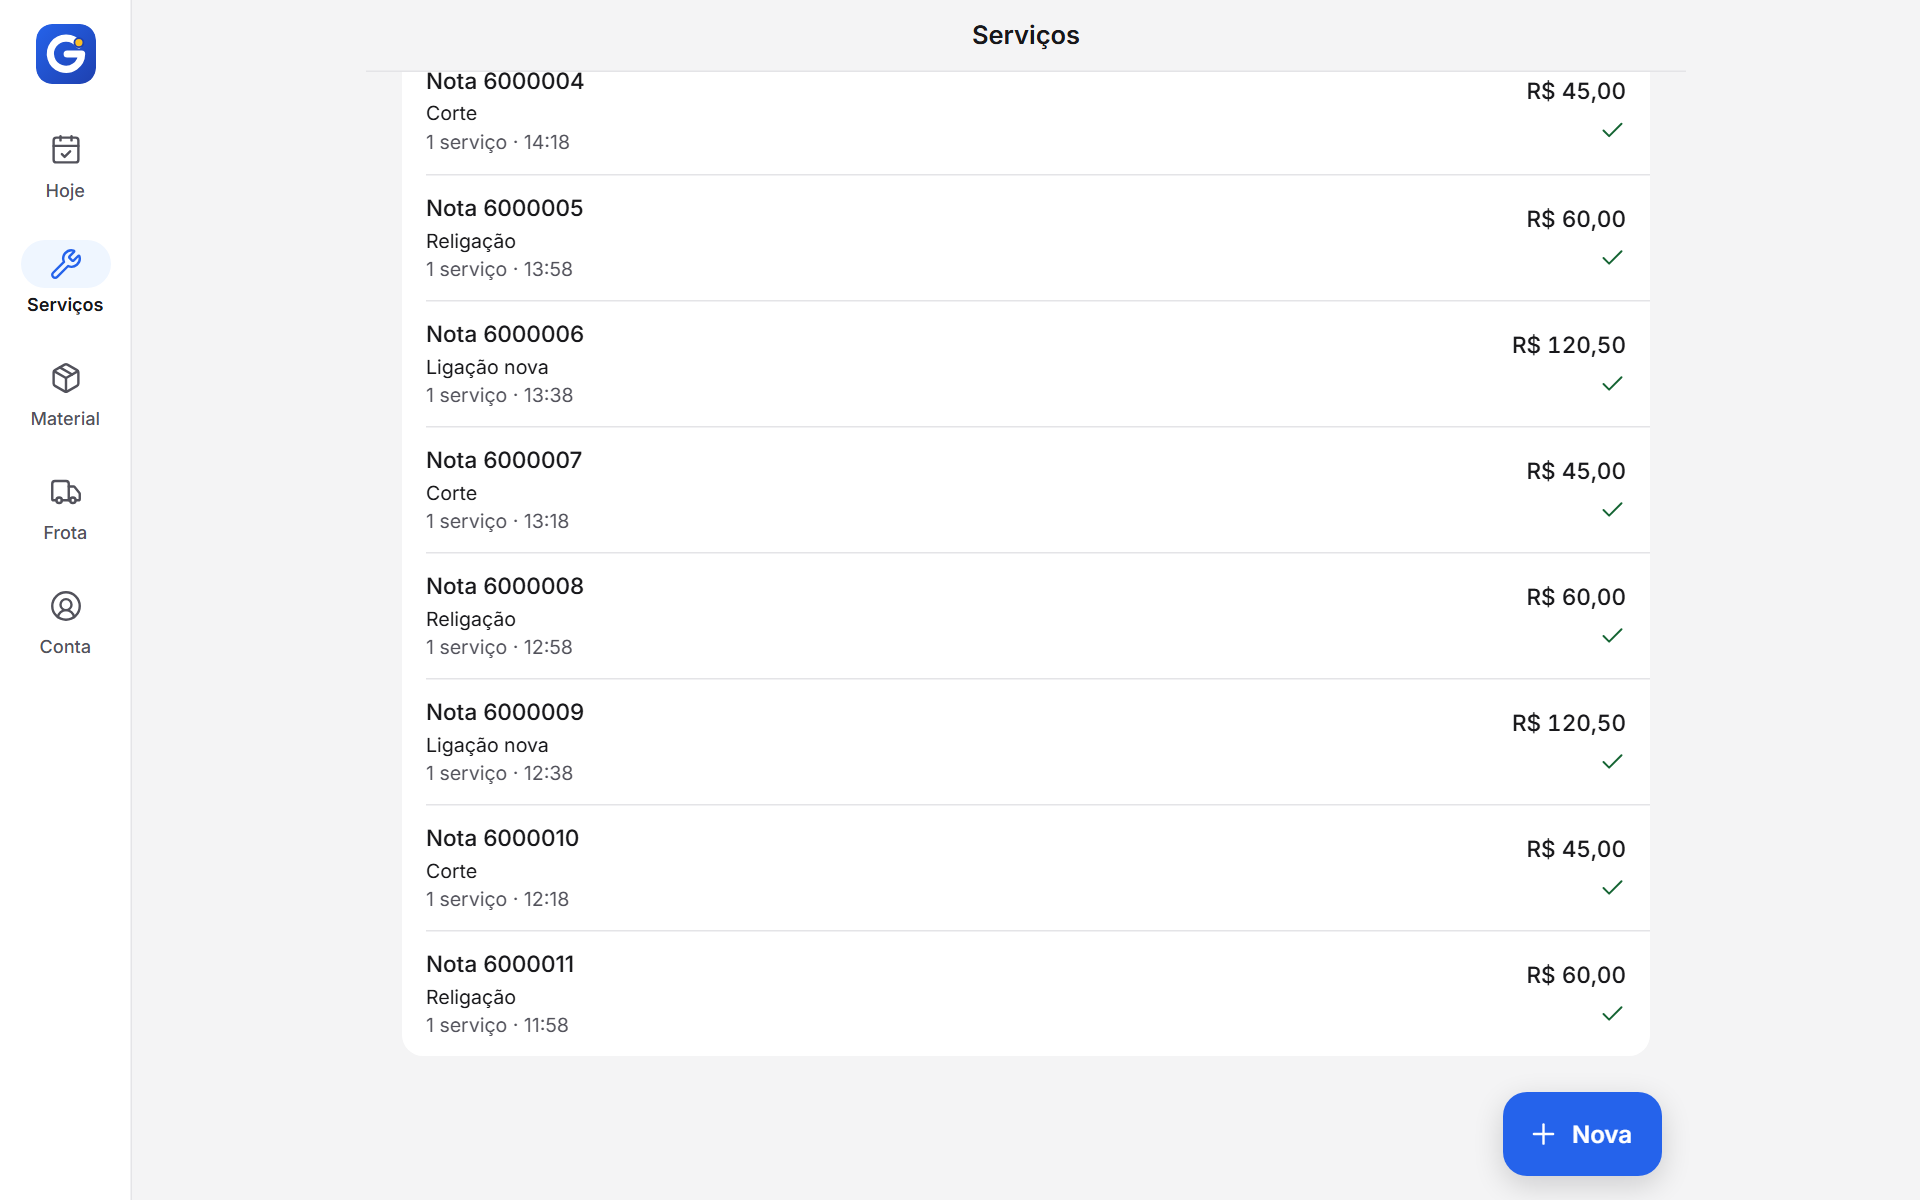 Serviços
Hoje
Serviços
Material
Frota
Conta
Nota 6000004
Corte
1 serviço · 14:18
R$ 45,00
Nota 6000005
Religação
1 serviço · 13:58
R$ 60,00
Nota 6000006
Ligação nova
1 serviço · 13:38
R$ 120,50
Nota 6000007
Corte
1 serviço · 13:18
R$ 45,00
Nota 6000008
Religação
1 serviço · 12:58
R$ 60,00
Nota 6000009
Ligação nova
1 serviço · 12:38
R$ 120,50
Nota 6000010
Corte
1 serviço · 12:18
R$ 45,00
Nota 6000011
Religação
1 serviço · 11:58
R$ 60,00
Nova